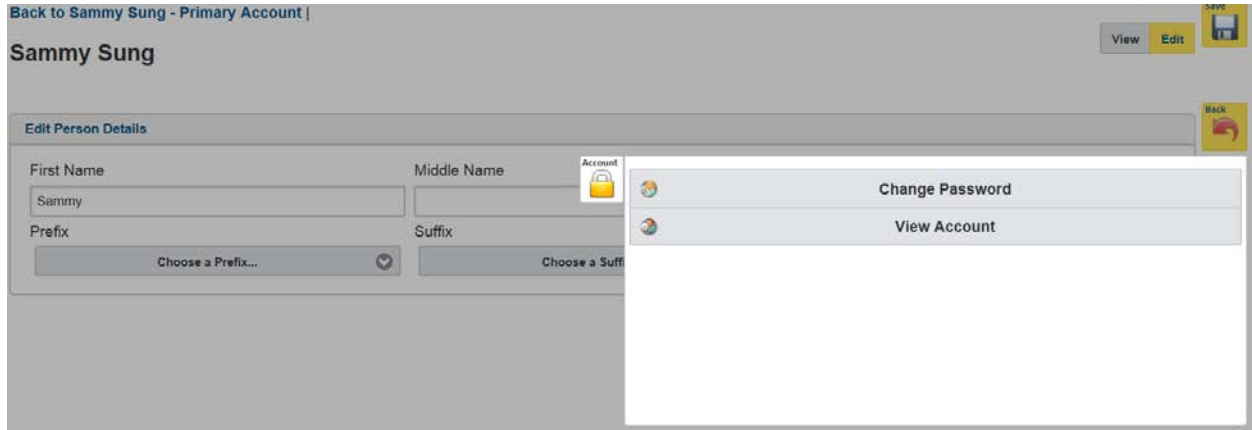 Back to Sammy Sung - Primary Account |
Save
Sammy Sung
View Edit
Back
Edit Person Details
Account
First Name Middle Name
Change Password
Sammy
View Account
Prefix Suffix
Choose a Prefix... Choose a Suff